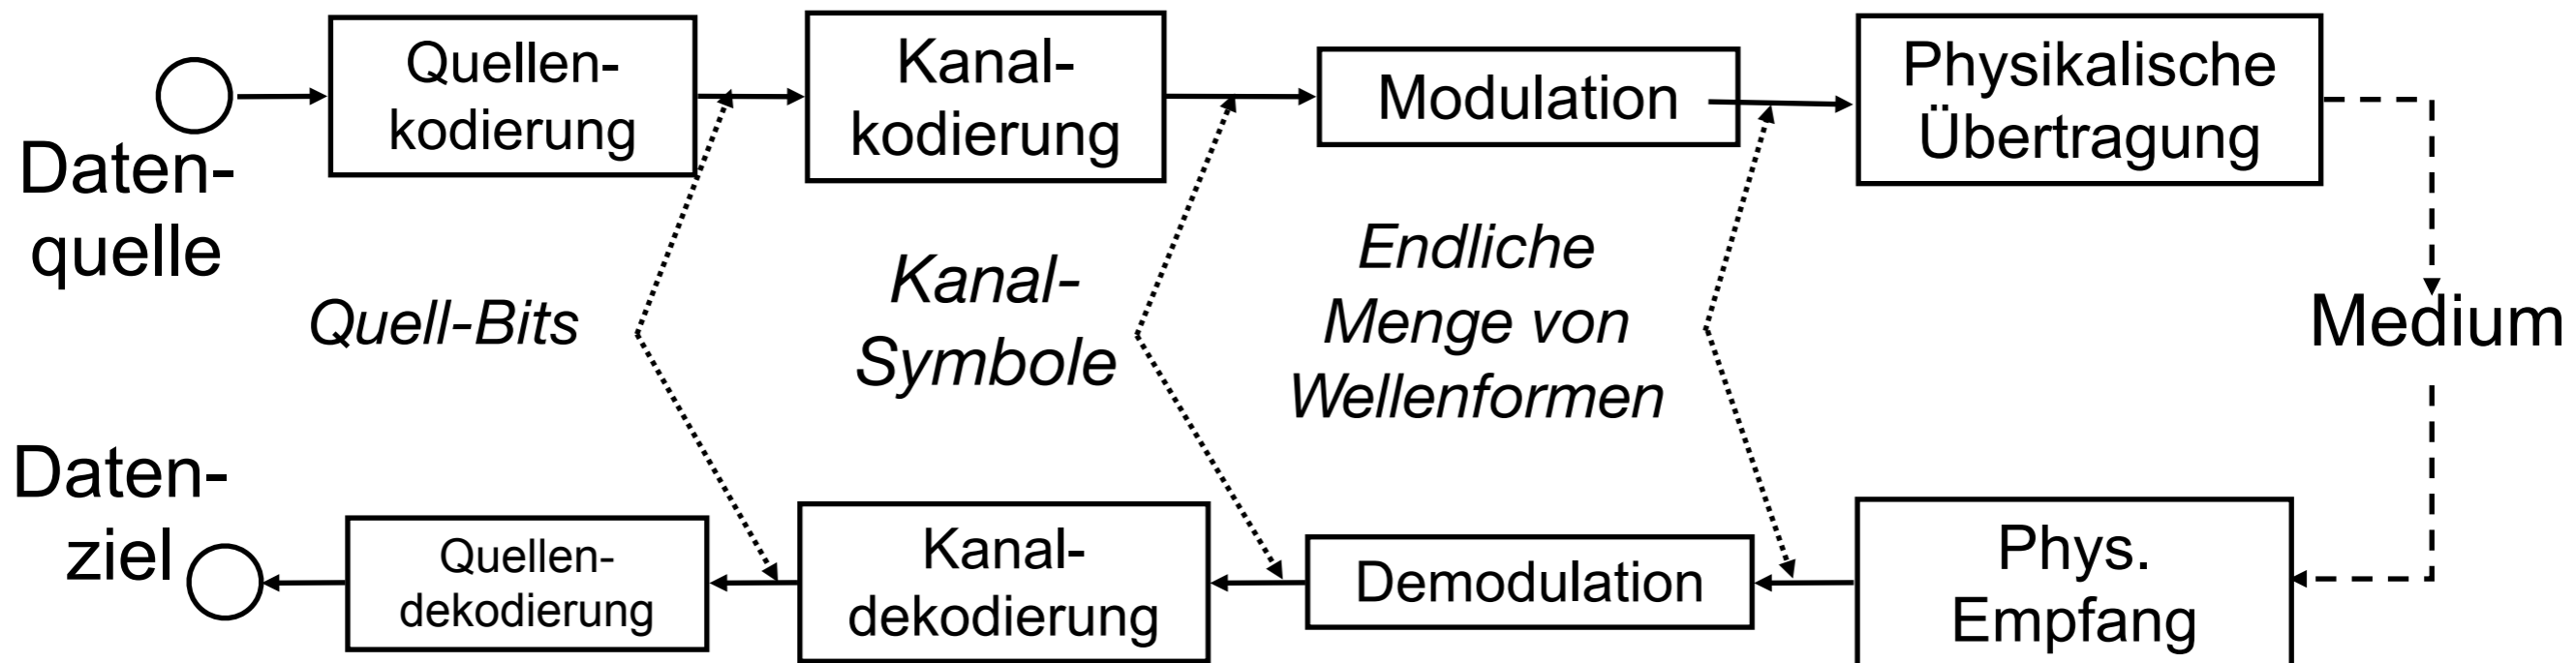 Quellen-
kodierung
Kanal-
kodierung
Modulation
Physikalische
Übertragung
Daten-
quelle
Quell-Bits
Kanal-
Symbole
Endliche
Menge von
Wellenformen
Medium
Daten-
ziel
Quellen-
dekodierung
Kanal-
dekodierung
Demodulation
Phys.
Empfang